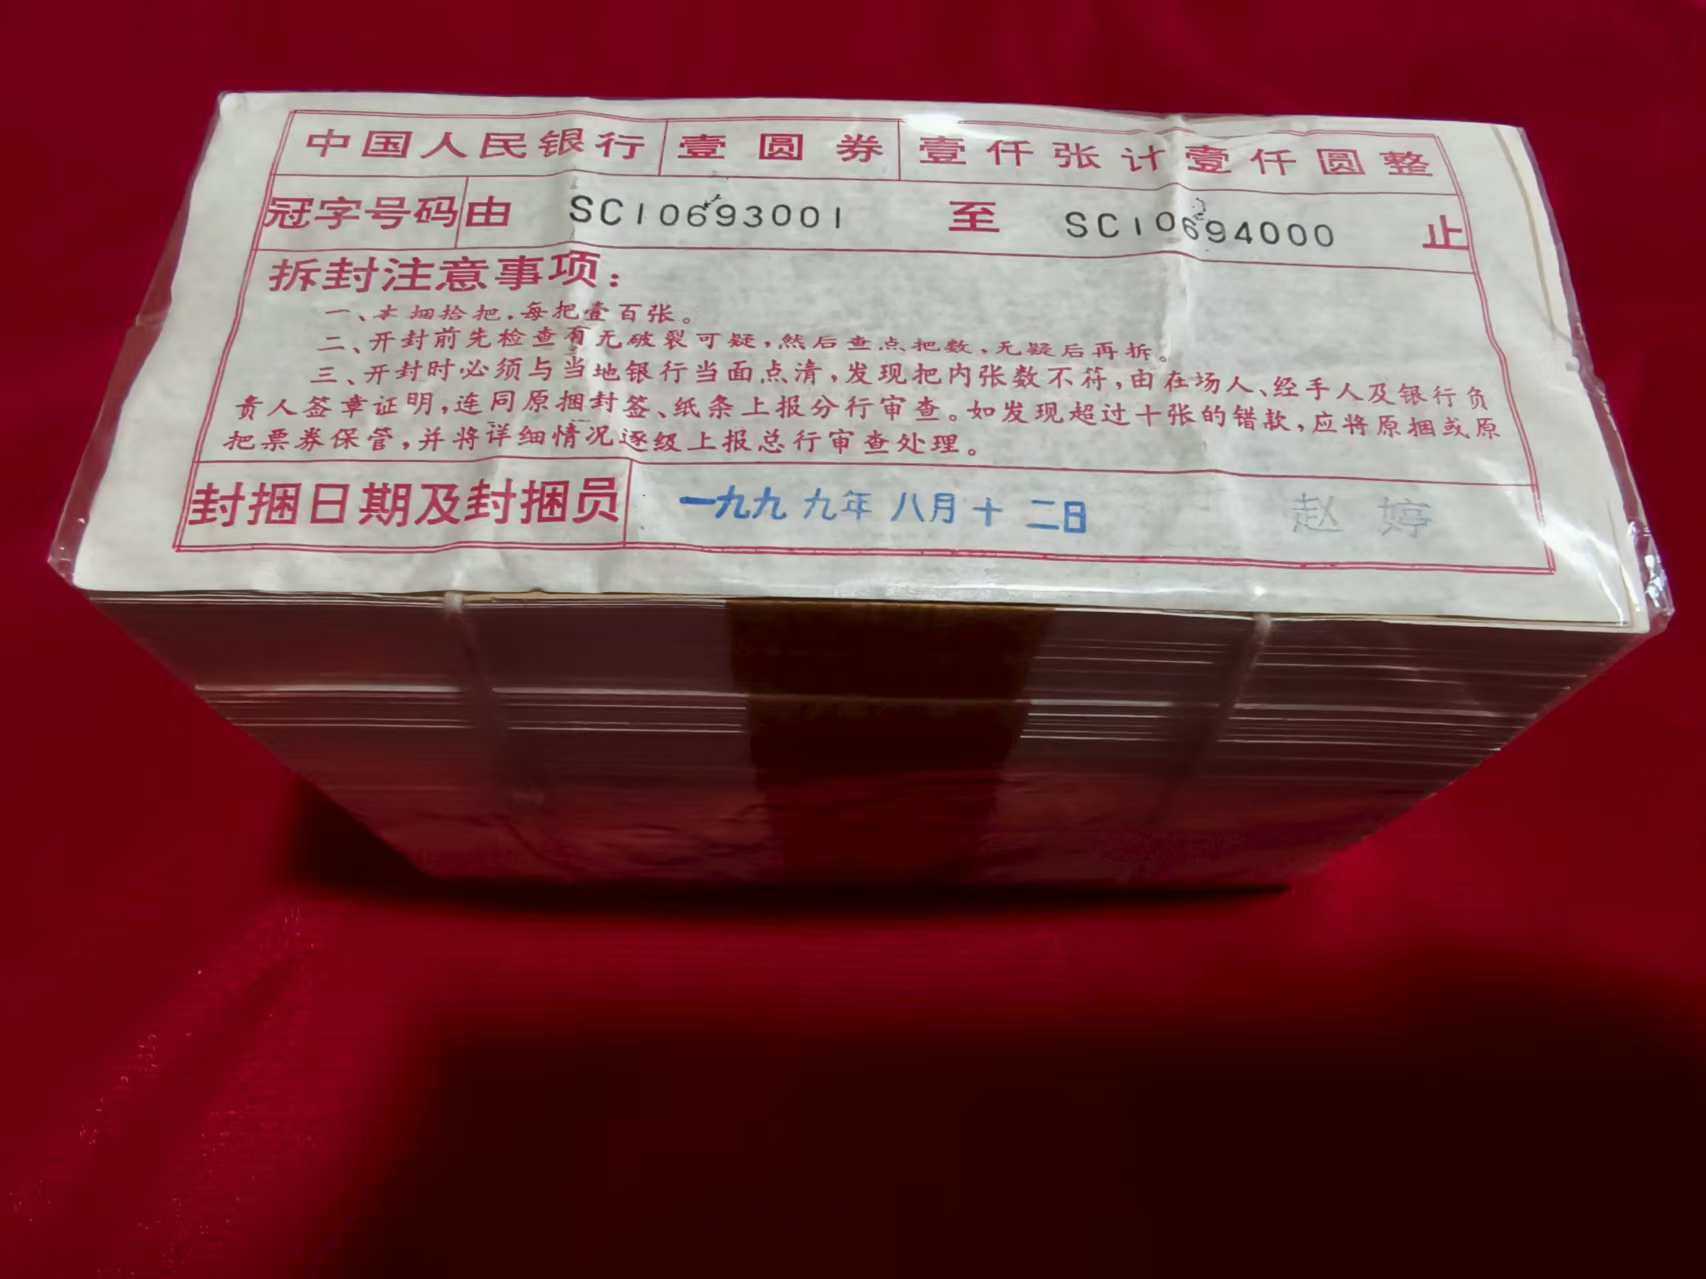 中国人民银行 壹圆券 壹仟张计壹仟圆整
冠字号码 由 SC10693001 至 SC10694000 止
拆封注意事项：
一、本捆拾把，每把壹百张。
二、开封前先检查有无破裂可疑，然后查点把数，无疑后再拆。
三、开封时必须与当地银行当面点清，发现把内张数不符，由在场人、经手人及银行负
责人签章证明，连同原捆封签、纸条上报分行审查。如发现超过十张的错款，应将原捆或原
把票券保管，并将详细情况逐级上报总行审查处理。
封捆日期及封捆员 一九九九年八月十二日 赵婷